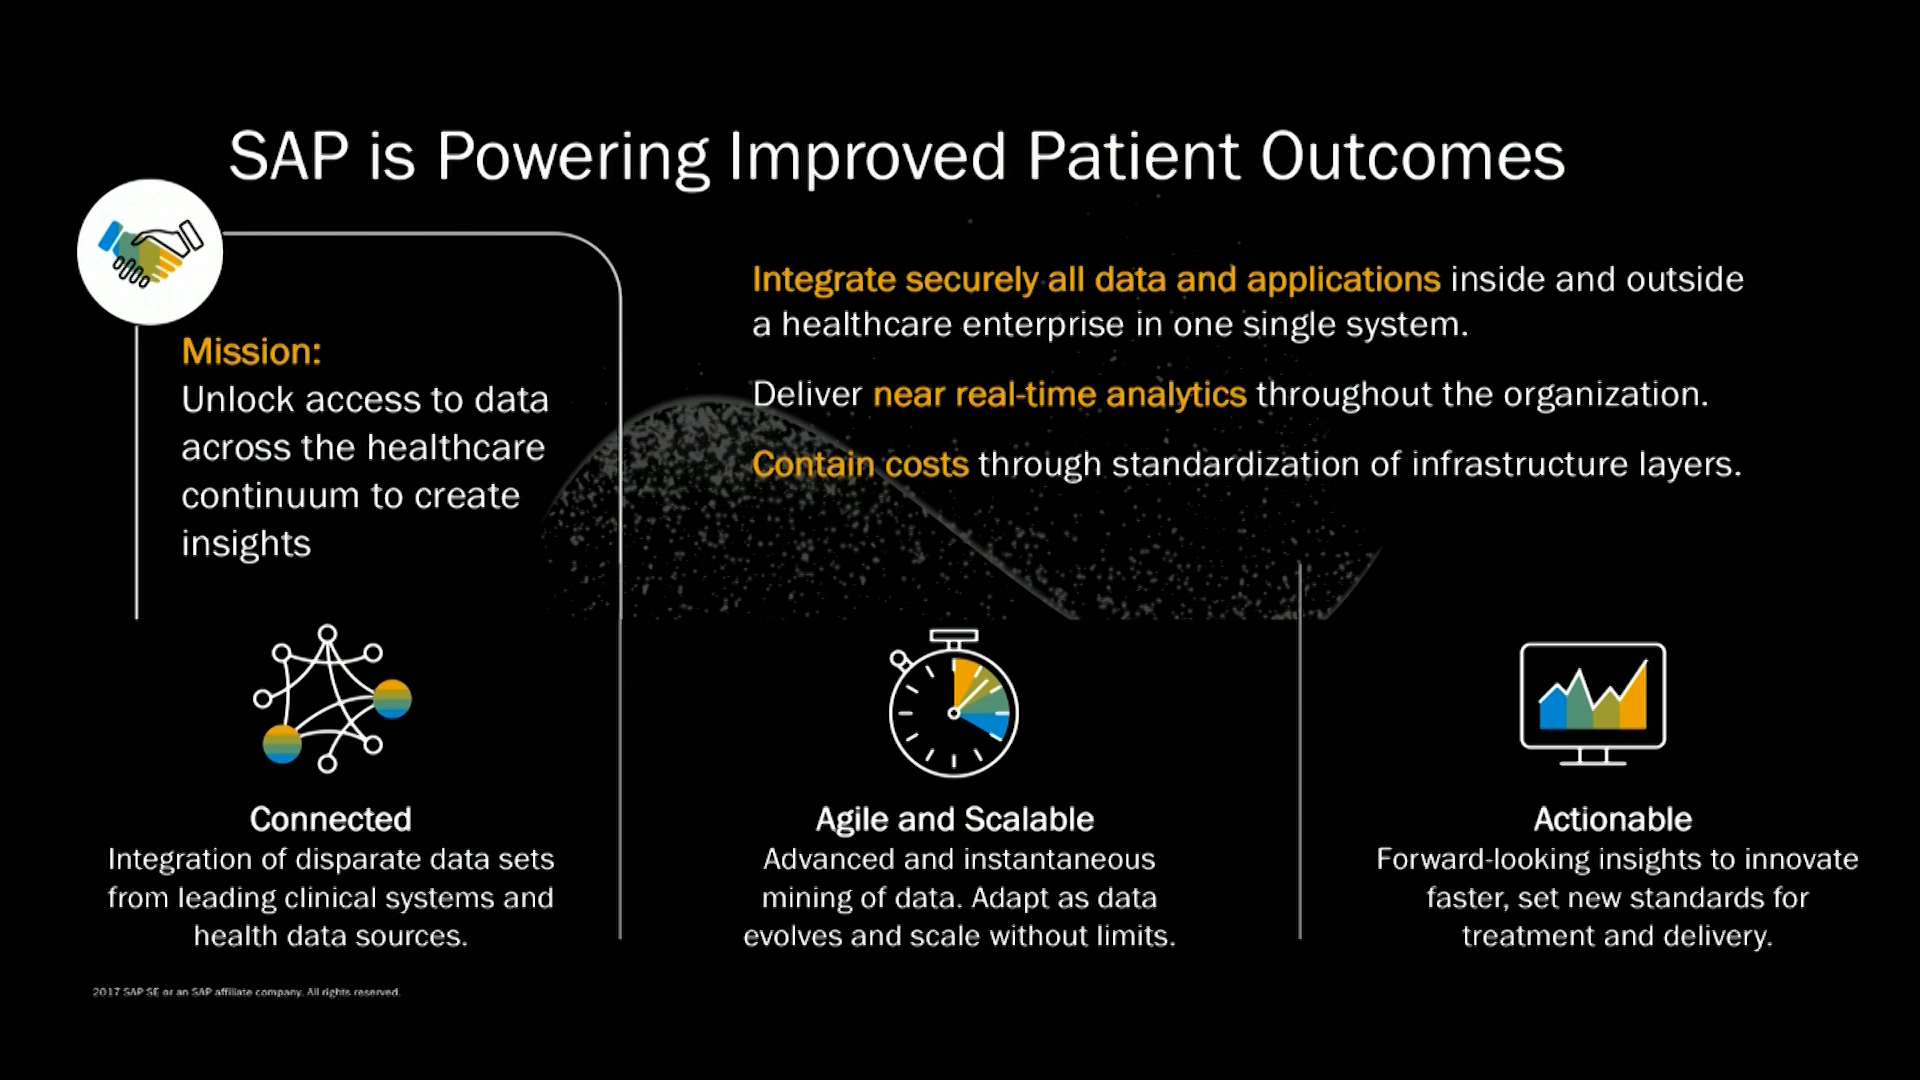 SAP is Powering Improved Patient Outcomes
Mission:
Unlock access to data
across the healthcare
continuum to create
insights
Integrate securely all data and applications inside and outside
a healthcare enterprise in one single system.
Deliver near real-time analytics throughout the organization.
Contain costs through standardization of infrastructure layers.
Connected
Integration of disparate data sets
from leading clinical systems and
health data sources.
Agile and Scalable
Advanced and instantaneous
mining of data. Adapt as data
evolves and scale without limits.
Actionable
Forward-looking insights to innovate
faster, set new standards for
treatment and delivery.
2017 SAP SE or an SAP affiliate company. All rights reserved.